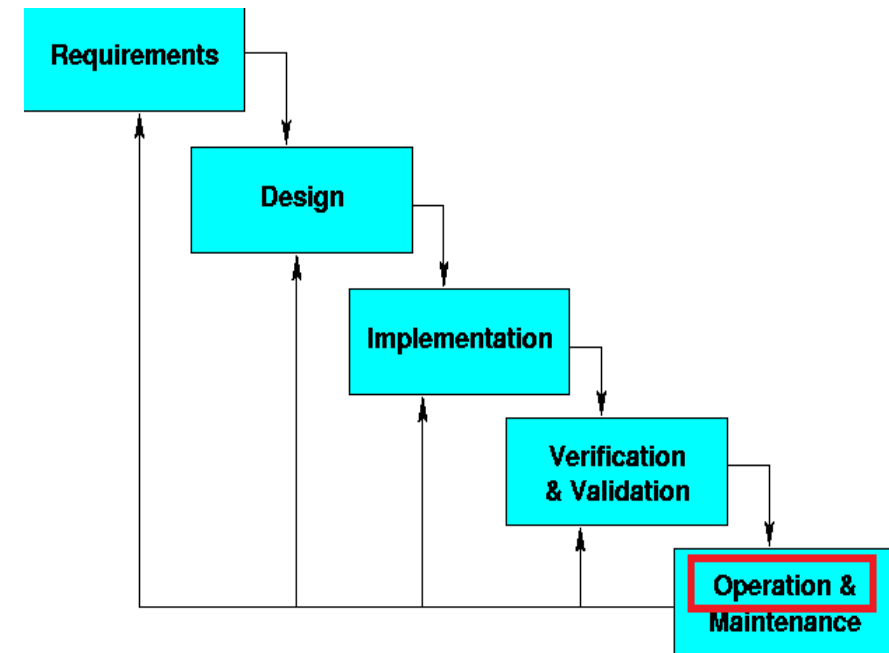 Requirements
Design
Implementation
Verification
& Validation
Operation &
Maintenance